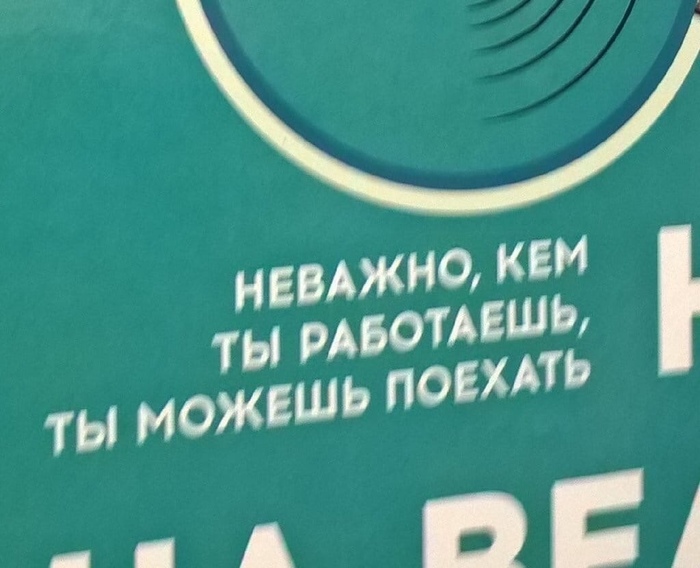 НЕВАЖНО, КЕМ
ТЫ РАБОТАЕШЬ,
ТЫ МОЖЕШЬ ПОЕХАТЬ